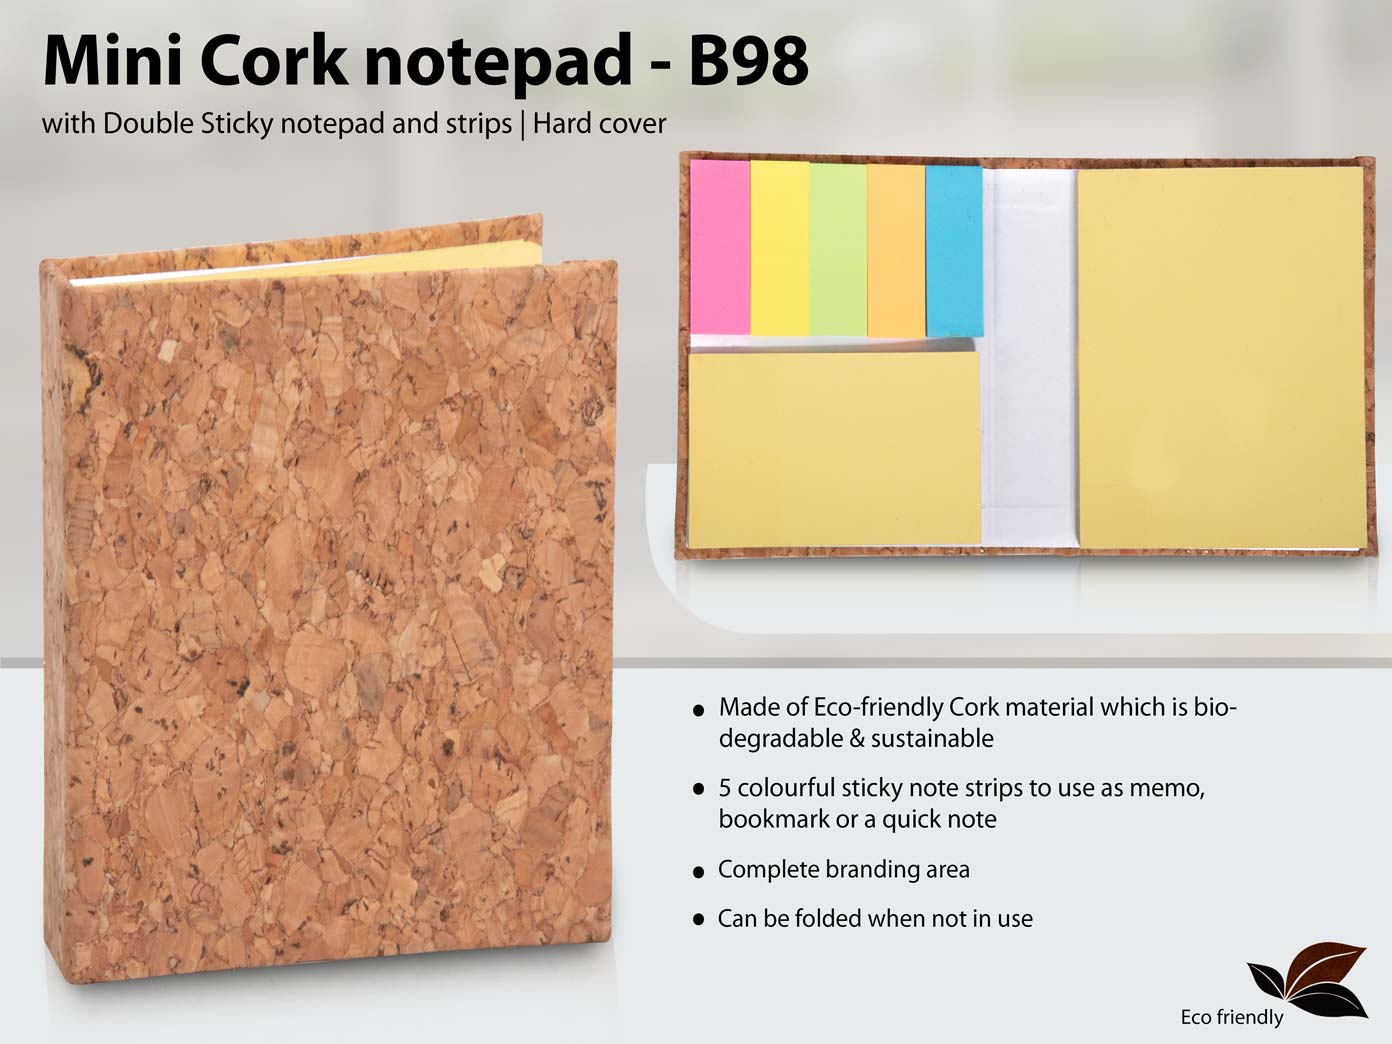 Mini Cork notepad - B98
with Double Sticky notepad and strips | Hard cover
• Made of Eco-friendly Cork material which is bio-
degradable & sustainable
• 5 colourful sticky note strips to use as memo,
bookmark or a quick note
• Complete branding area
• Can be folded when not in use
Eco friendly